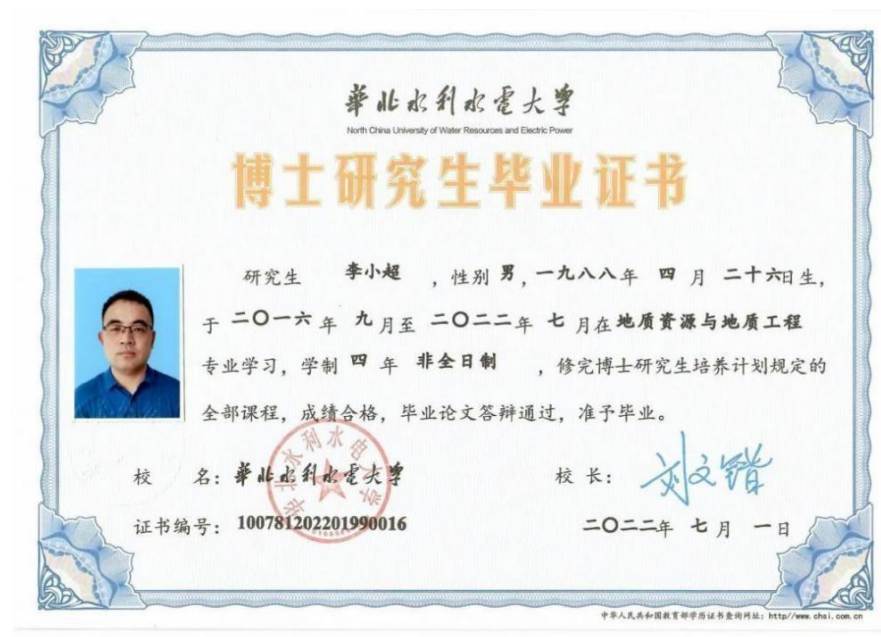 華北水利水電大學
North China University of Water Resources and Electric Power
博士研究生毕业证书
研究生 李小超 ,性别 男,一九八八年 四 月 二十六日生,
于 二〇一六 年 九 月至 二〇二二年 七 月在 地质资源与地质工程
专业学习,学制 四 年 非全日制 ,修完博士研究生培养计划规定的
全部课程,成绩合格,毕业论文答辩通过,准予毕业。
华北水利水电大学
校 名:華北水利水電大學 校 长:刘文锴
证书编号:100781202201990016 二〇二二年 七 月 一 日
中华人民共和国教育部学历证书查询网址:http//www.chsi.com.cn